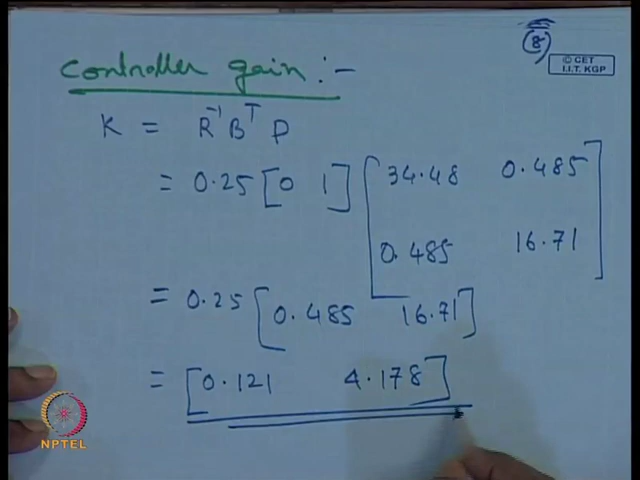 8
© CET
I.I.T. KGP
Controller gain :-
K = R⁻¹ Bᵀ P
= 0.25 [0 1] [34.48 0.485
0.485 16.71]
= 0.25 [0.485 16.71]
= [0.121 4.178]
NPTEL